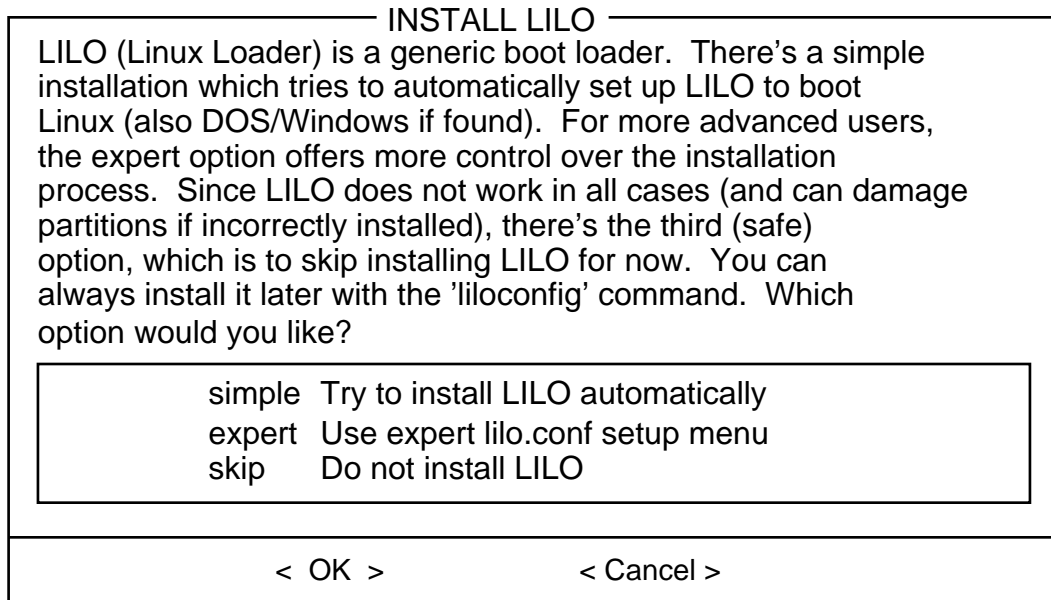 INSTALL LILO
LILO (Linux Loader) is a generic boot loader.  There's a simple
installation which tries to automatically set up LILO to boot
Linux (also DOS/Windows if found).  For more advanced users,
the expert option offers more control over the installation
process.  Since LILO does not work in all cases (and can damage
partitions if incorrectly installed), there's the third (safe)
option, which is to skip installing LILO for now.  You can
always install it later with the 'liloconfig' command.  Which
option would you like?
simple  Try to install LILO automatically
expert  Use expert lilo.conf setup menu
skip  Do not install LILO
<  OK  >  < Cancel >